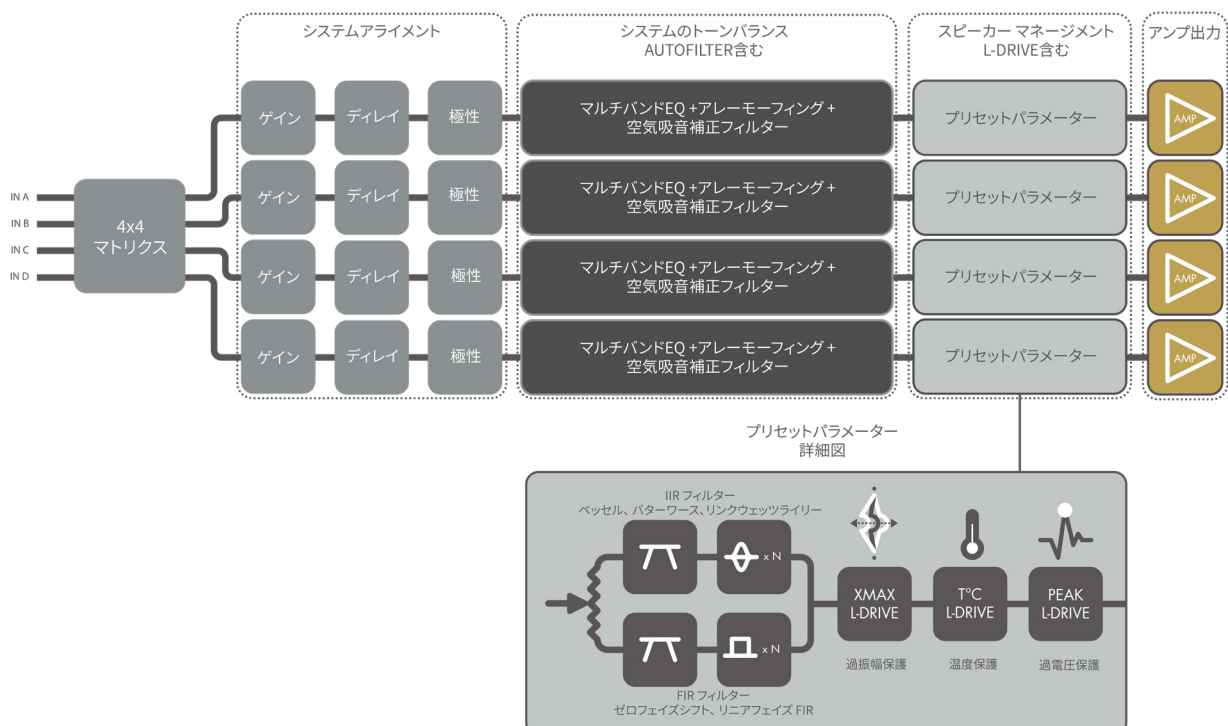 システムアライメント
システムのトーンバランス
AUTOFILTER含む
スピーカー マネージメント
L-DRIVE含む
アンプ出力
IN A
IN B
IN C
IN D
4x4
マトリクス
ゲイン
ディレイ
極性
マルチバンドEQ +アレーモーフィング +
空気吸音補正フィルター
プリセットパラメーター
AMP
ゲイン
ディレイ
極性
マルチバンドEQ +アレーモーフィング +
空気吸音補正フィルター
プリセットパラメーター
AMP
ゲイン
ディレイ
極性
マルチバンドEQ +アレーモーフィング +
空気吸音補正フィルター
プリセットパラメーター
AMP
ゲイン
ディレイ
極性
マルチバンドEQ +アレーモーフィング +
空気吸音補正フィルター
プリセットパラメーター
AMP
プリセットパラメーター
詳細図
IIR フィルター
ベッセル、バターワース、リンクウェッツライリー
x N
x N
FIR フィルター
ゼロフェイズシフト、リニアフェイズ FIR
XMAX
L-DRIVE
過振幅保護
T°C
L-DRIVE
温度保護
PEAK
L-DRIVE
過電圧保護